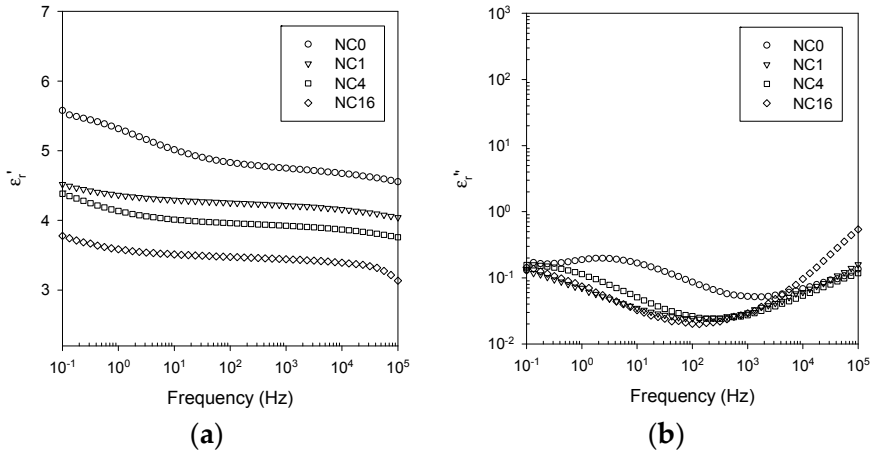 7
6
5
4
3
εr'
NC0
NC1
NC4
NC16
10⁻¹ 10⁰ 10¹ 10² 10³ 10⁴ 10⁵
Frequency (Hz)
(a)
10³
10²
10¹
10⁰
10⁻¹
10⁻²
εr"
NC0
NC1
NC4
NC16
10⁻¹ 10⁰ 10¹ 10² 10³ 10⁴ 10⁵
Frequency (Hz)
(b)